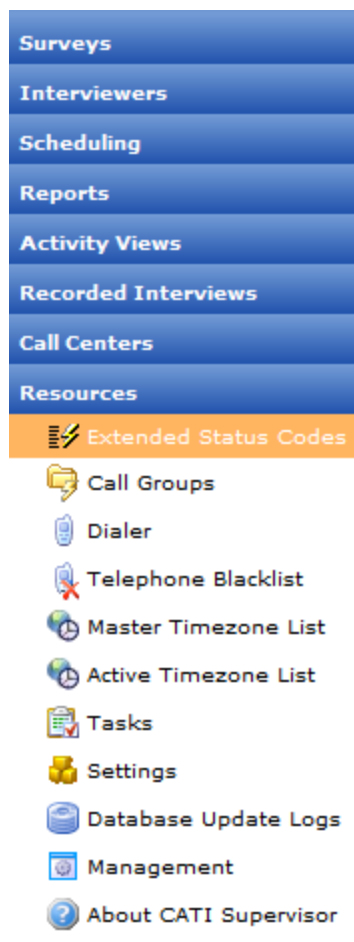 Surveys
Interviewers
Scheduling
Reports
Activity Views
Recorded Interviews
Call Centers
Resources
Extended Status Codes
Call Groups
Dialer
Telephone Blacklist
Master Timezone List
Active Timezone List
Tasks
Settings
Database Update Logs
Management
About CATI Supervisor